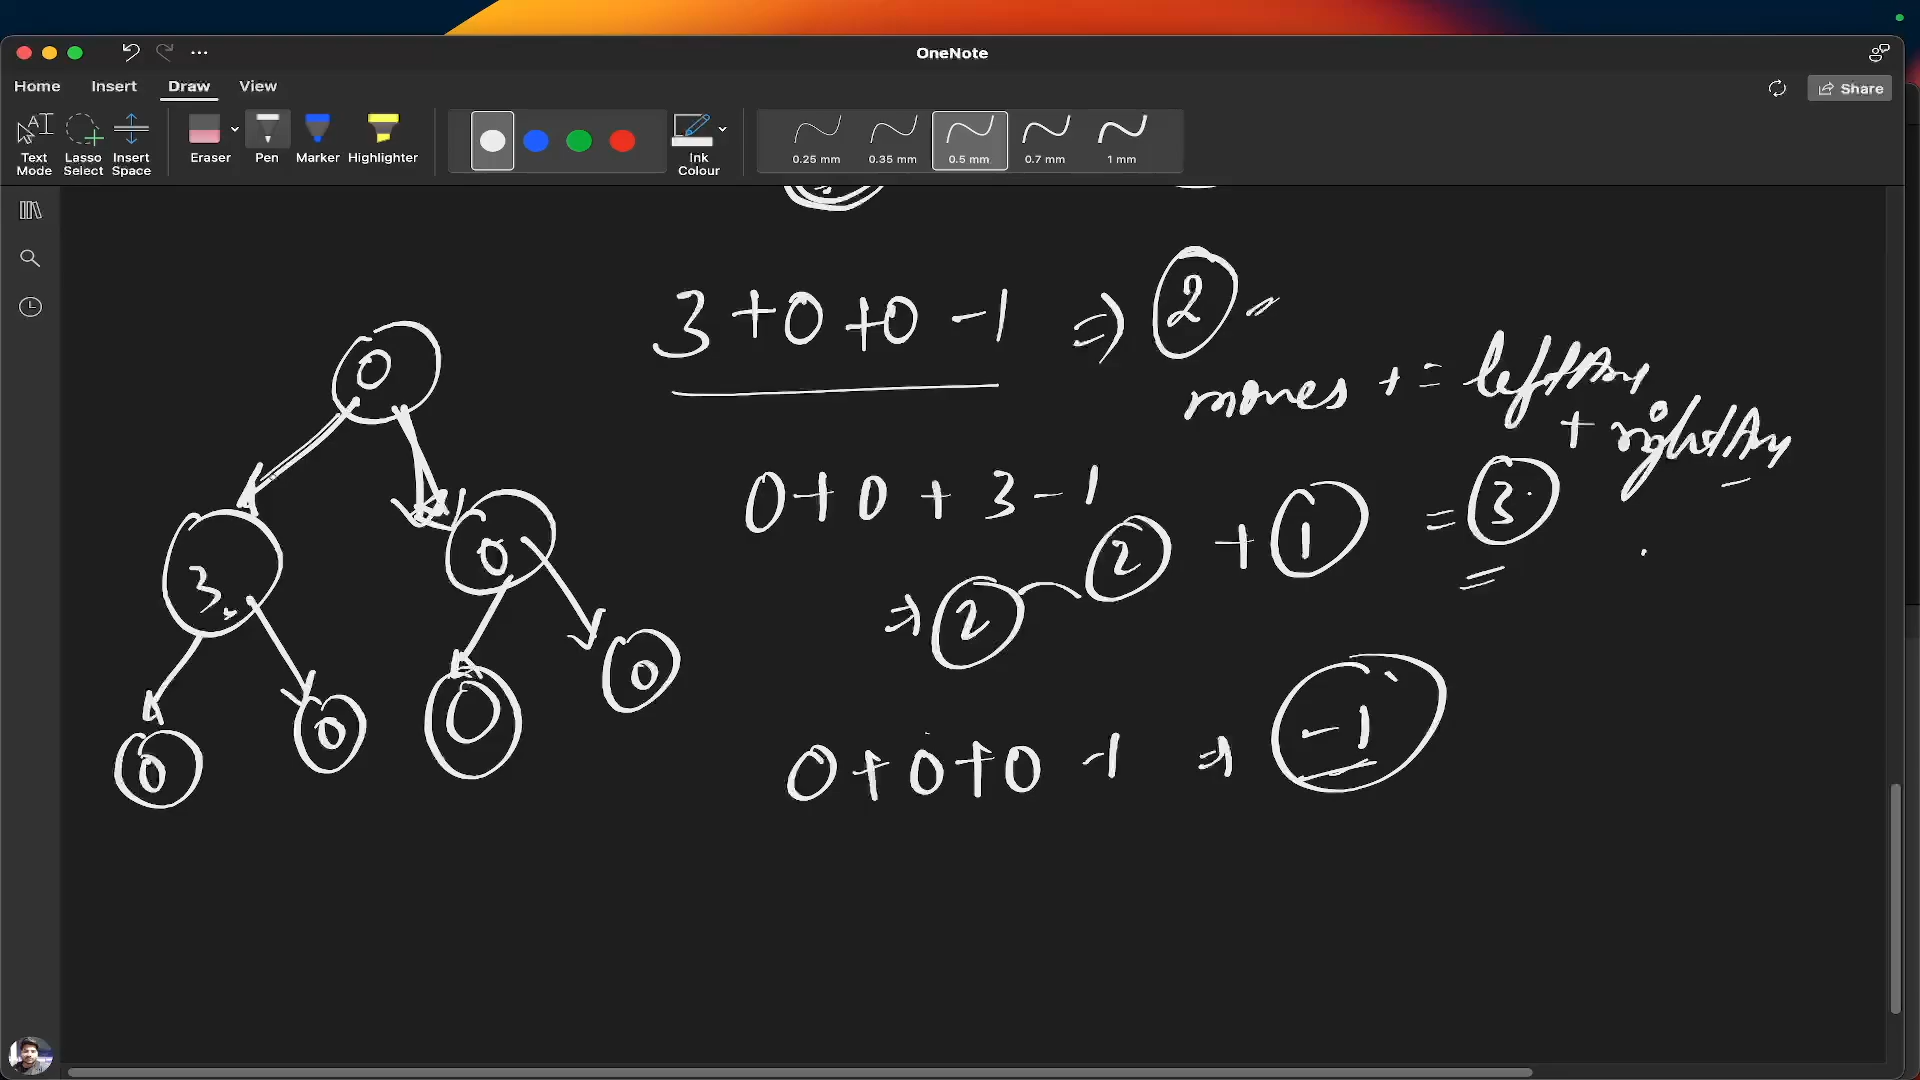 OneNote
Home Insert Draw View
Share
Text Mode
Lasso Select
Insert Space
Eraser
Pen
Marker
Highlighter
Ink Colour
0.25 mm
0.35 mm
0.5 mm
0.7 mm
1 mm
3 + 0 + 0 - 1 => 2 =
moves + = leftAns
+ rightAns
0 + 0 + 3 - 1
=> 2 2 + 1 = 3
0 + 0 + 0 - 1 => -1
0
3 0
0 0 0 0